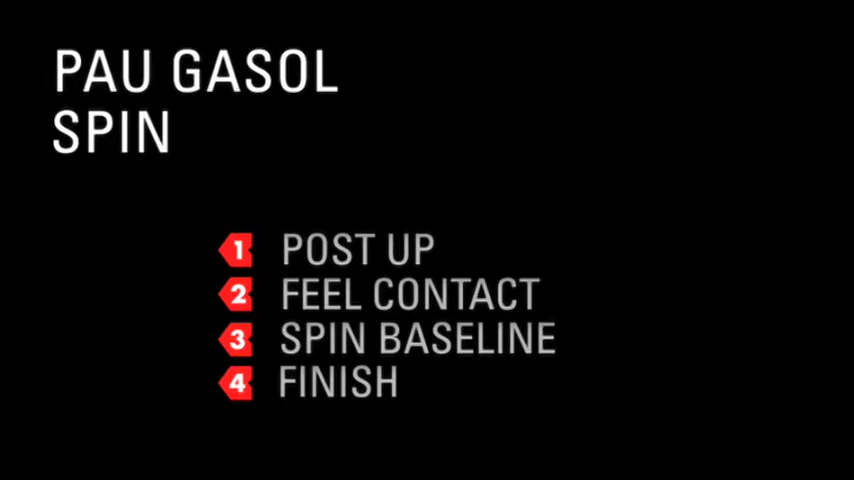 PAU GASOL
SPIN
1 POST UP
2 FEEL CONTACT
3 SPIN BASELINE
4 FINISH